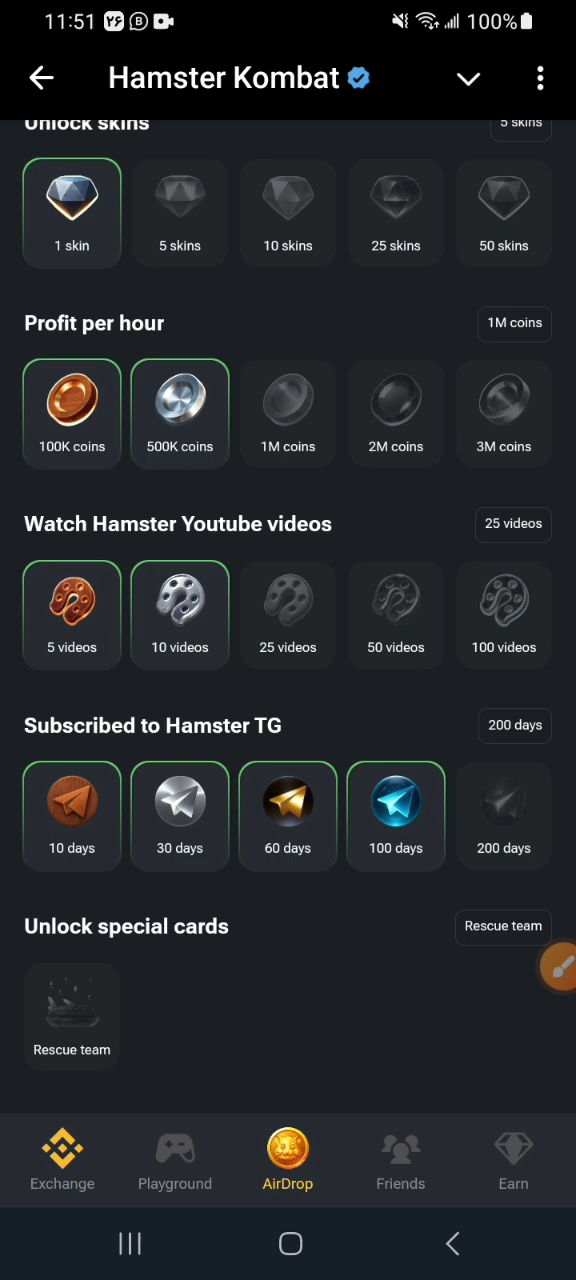 11:51 ۲۶ B 100%
Hamster Kombat
Unlock skins 5 skins
1 skin 5 skins 10 skins 25 skins 50 skins
Profit per hour 1M coins
100K coins 500K coins 1M coins 2M coins 3M coins
Watch Hamster Youtube videos 25 videos
5 videos 10 videos 25 videos 50 videos 100 videos
Subscribed to Hamster TG 200 days
10 days 30 days 60 days 100 days 200 days
Unlock special cards Rescue team
Rescue team
Exchange Playground AirDrop Friends Earn